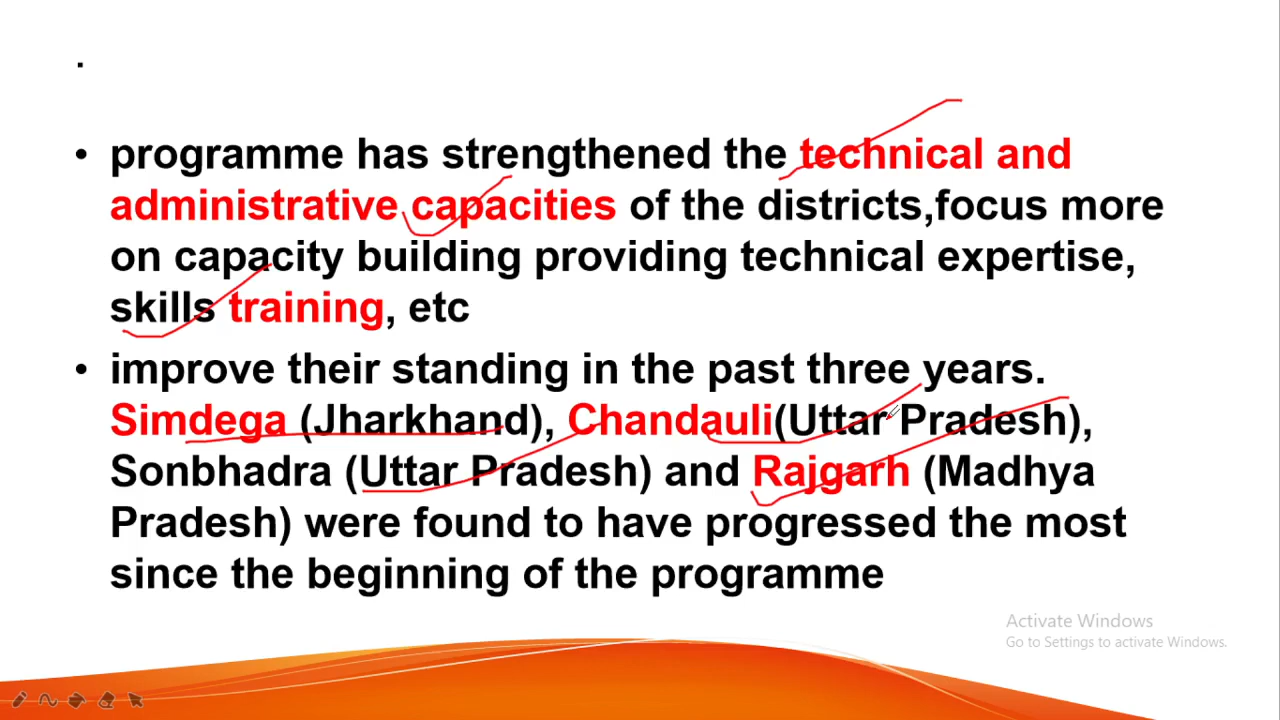 • programme has strengthened the technical and
administrative capacities of the districts,focus more
on capacity building providing technical expertise,
skills training, etc
• improve their standing in the past three years.
Simdega (Jharkhand), Chandauli(Uttar Pradesh),
Sonbhadra (Uttar Pradesh) and Rajgarh (Madhya
Pradesh) were found to have progressed the most
since the beginning of the programme
Activate Windows
Go to Settings to activate Windows.